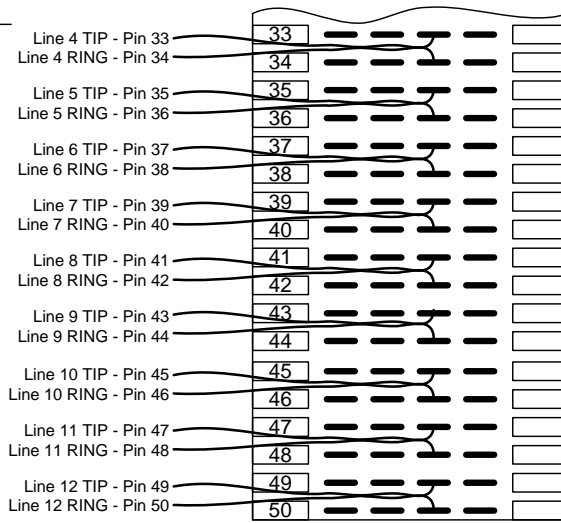 Line 4 TIP - Pin 33
33
Line 4 RING - Pin 34
34
Line 5 TIP - Pin 35
35
Line 5 RING - Pin 36
36
Line 6 TIP - Pin 37
37
Line 6 RING - Pin 38
38
Line 7 TIP - Pin 39
39
Line 7 RING - Pin 40
40
Line 8 TIP - Pin 41
41
Line 8 RING - Pin 42
42
Line 9 TIP - Pin 43
43
Line 9 RING - Pin 44
44
Line 10 TIP - Pin 45
45
Line 10 RING - Pin 46
46
Line 11 TIP - Pin 47
47
Line 11 RING - Pin 48
48
Line 12 TIP - Pin 49
49
Line 12 RING - Pin 50
50